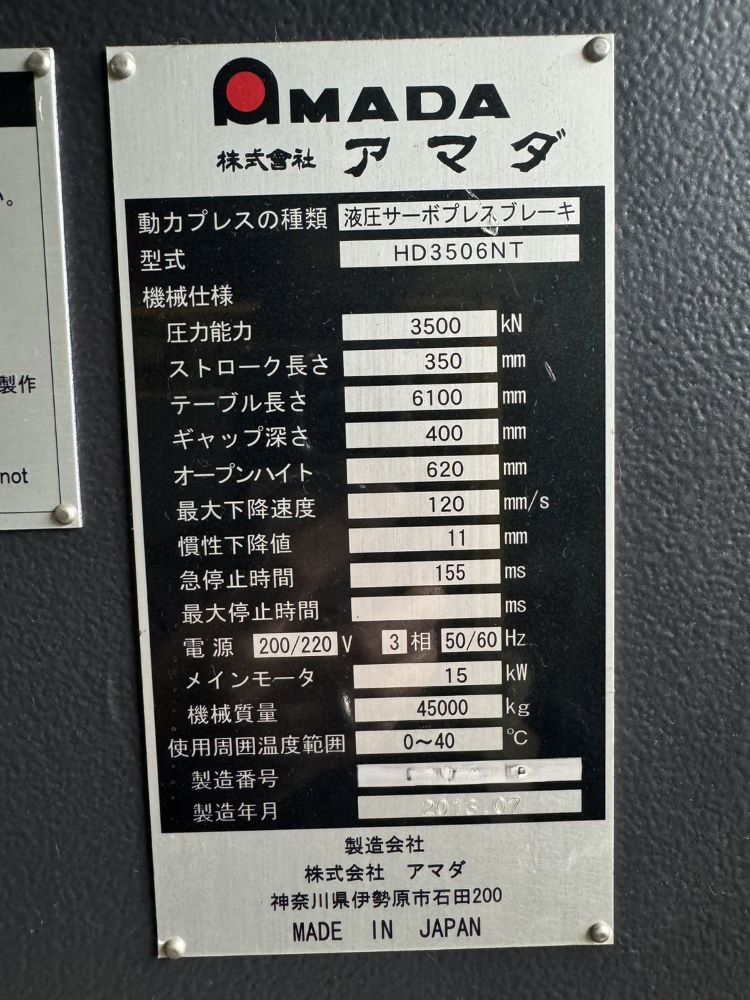 AMADA
株式會社 アマダ
動力プレスの種類 液圧サーボプレスブレーキ
型式 HD3506NT
機械仕様
圧力能力 3500 kN
ストローク長さ 350 mm
テーブル長さ 6100 mm
ギャップ深さ 400 mm
オープンハイト 620 mm
最大下降速度 120 mm/s
慣性下降値 11 mm
急停止時間 155 ms
最大停止時間 ms
電源 200/220 V 3 相 50/60 Hz
メインモータ 15 kW
機械質量 45000 kg
使用周囲温度範囲 0～40 ℃
製造番号
製造年月 2013.07
製造会社
株式会社 アマダ
神奈川県伊勢原市石田200
MADE IN JAPAN
い。
製作
not